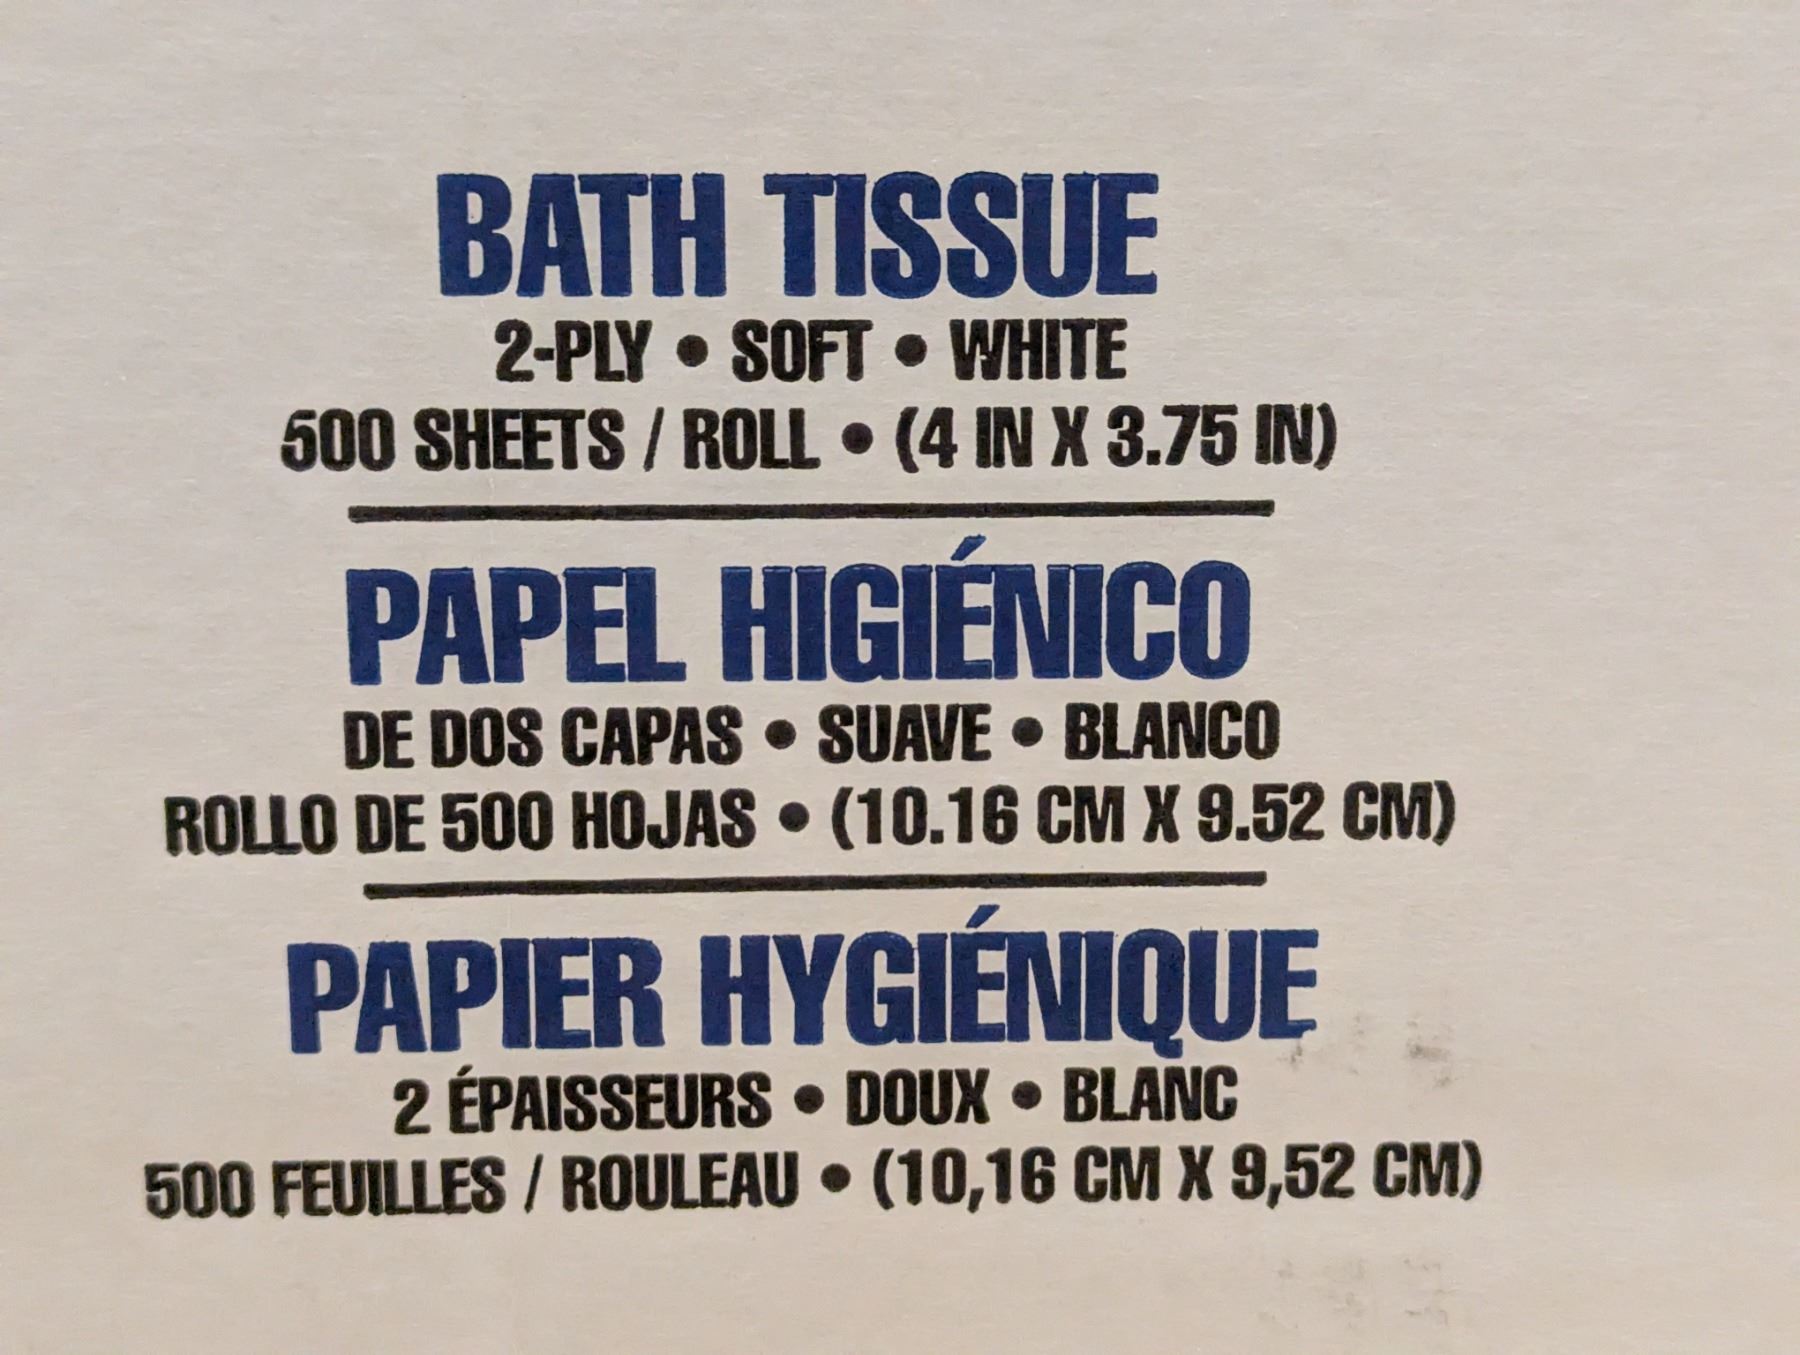 BATH TISSUE
2-PLY • SOFT • WHITE
500 SHEETS / ROLL • (4 IN X 3.75 IN)
PAPEL HIGIÉNICO
DE DOS CAPAS • SUAVE • BLANCO
ROLLO DE 500 HOJAS • (10.16 CM X 9.52 CM)
PAPIER HYGIÉNIQUE
2 ÉPAISSEURS • DOUX • BLANC
500 FEUILLES / ROULEAU • (10,16 CM X 9,52 CM)